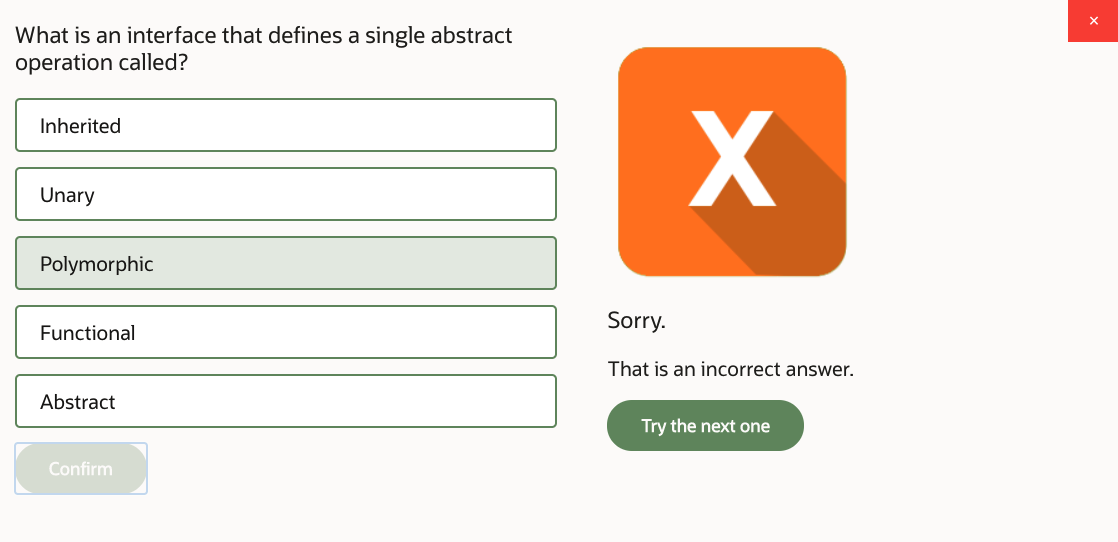 What is an interface that defines a single abstract
operation called?
Inherited
Unary
Polymorphic
Functional
Abstract
Confirm
×
X
Sorry.
That is an incorrect answer.
Try the next one